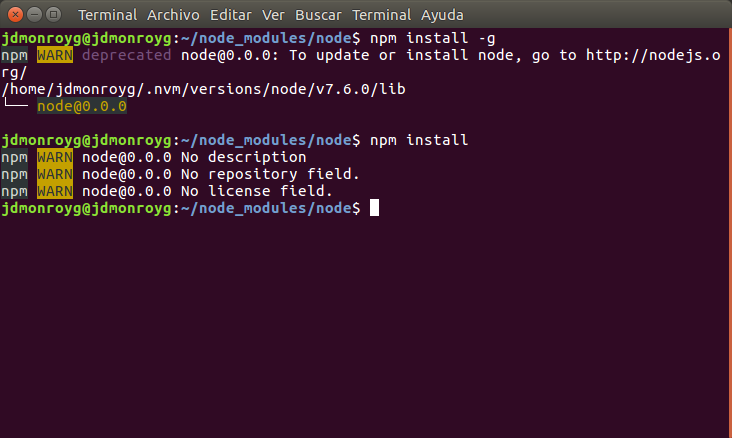 Terminal Archivo Editar Ver Buscar Terminal Ayuda
jdmonroyg@jdmonroyg:~/node_modules/node$ npm install -g
npm WARN deprecated node@0.0.0: To update or install node, go to http://nodejs.o
rg/
/home/jdmonroyg/.nvm/versions/node/v7.6.0/lib
└── node@0.0.0
jdmonroyg@jdmonroyg:~/node_modules/node$ npm install
npm WARN node@0.0.0 No description
npm WARN node@0.0.0 No repository field.
npm WARN node@0.0.0 No license field.
jdmonroyg@jdmonroyg:~/node_modules/node$